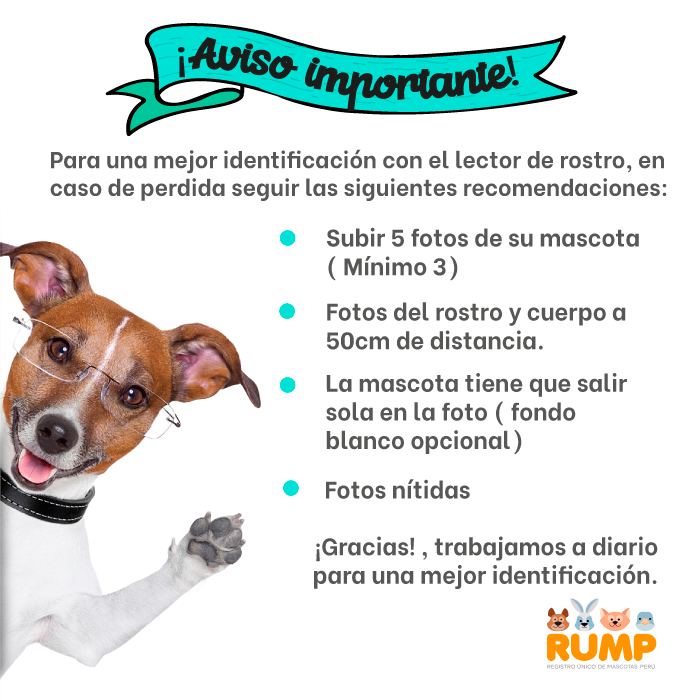 ¡Aviso importante!
Para una mejor identificación con el lector de rostro, en
caso de perdida seguir las siguientes recomendaciones:
Subir 5 fotos de su mascota
( Mínimo 3)
Fotos del rostro y cuerpo a
50cm de distancia.
La mascota tiene que salir
sola en la foto ( fondo
blanco opcional)
Fotos nítidas
¡Gracias! , trabajamos a diario
para una mejor identificación.
RUMP
REGISTRO ÚNICO DE MASCOTAS PERÚ